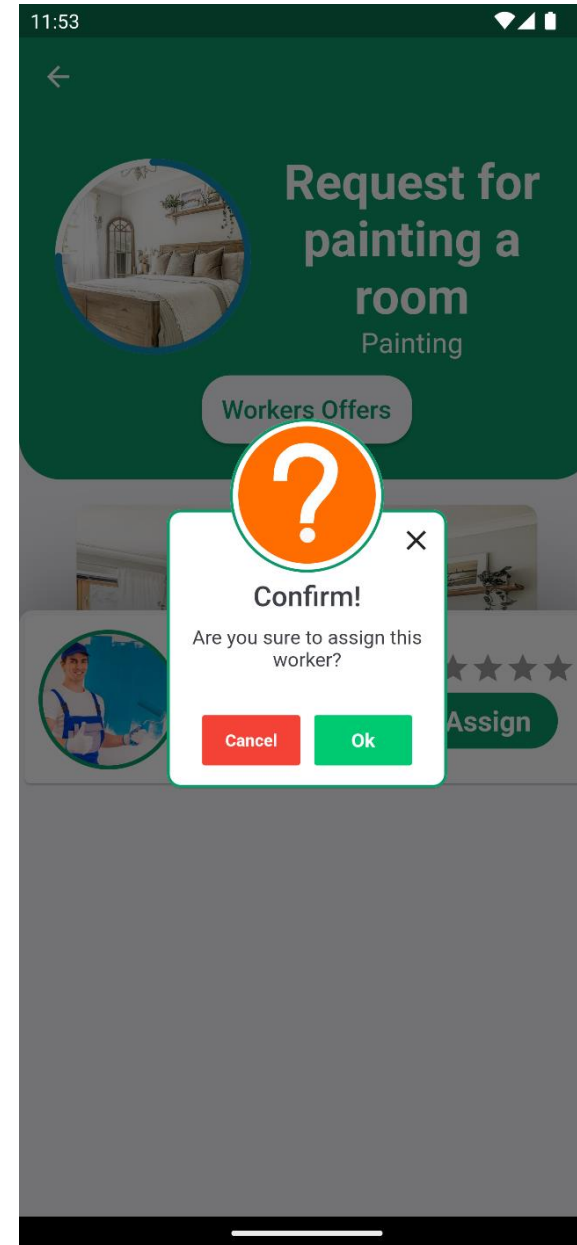 11:53
Request for
painting a
room
Painting
Workers Offers
?
Confirm!
Are you sure to assign this
worker?
Assign
Cancel
Ok